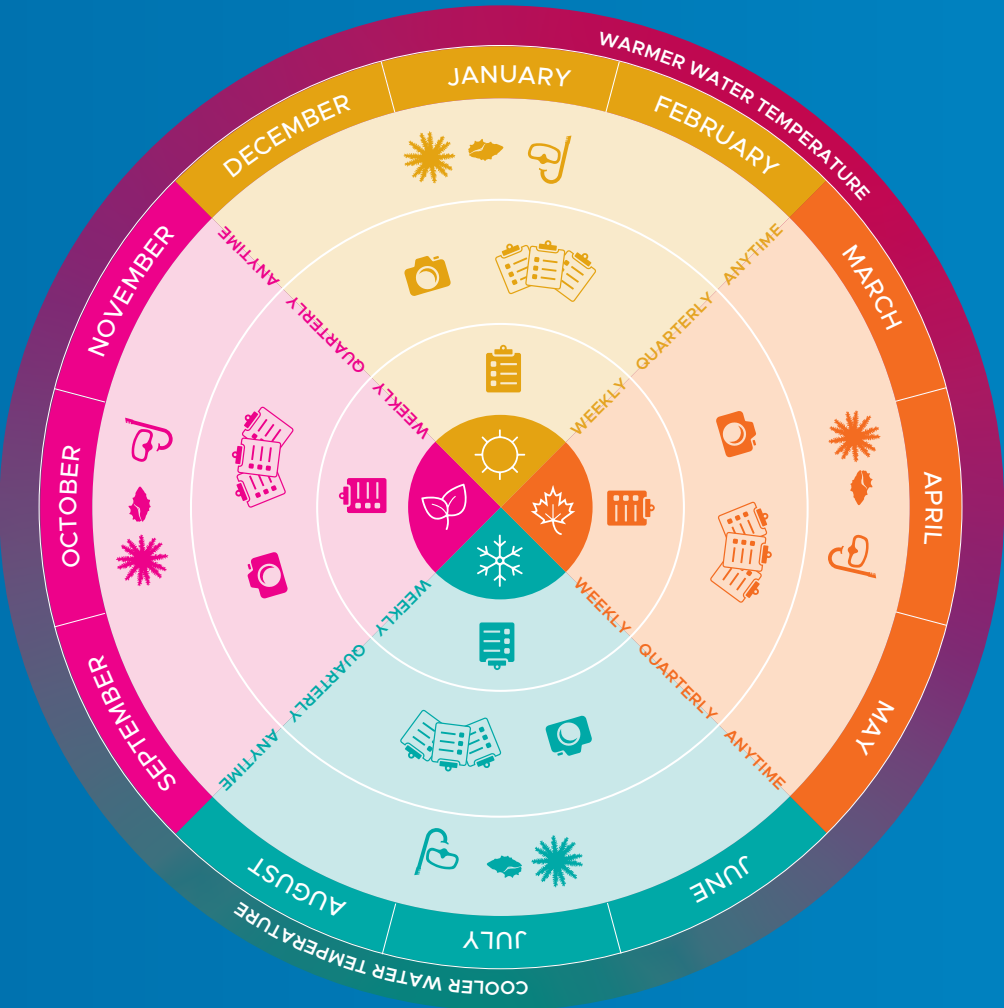 WARMER WATER TEMPERATURE
JANUARY
FEBRUARY
MARCH
APRIL
MAY
JUNE
JULY
AUGUST
SEPTEMBER
OCTOBER
NOVEMBER
DECEMBER
COOLER WATER TEMPERATURE
WEEKLY QUARTERLY ANYTIME
WEEKLY QUARTERLY ANYTIME
WEEKLY QUARTERLY ANYTIME
ANYTIME QUARTERLY WEEKLY